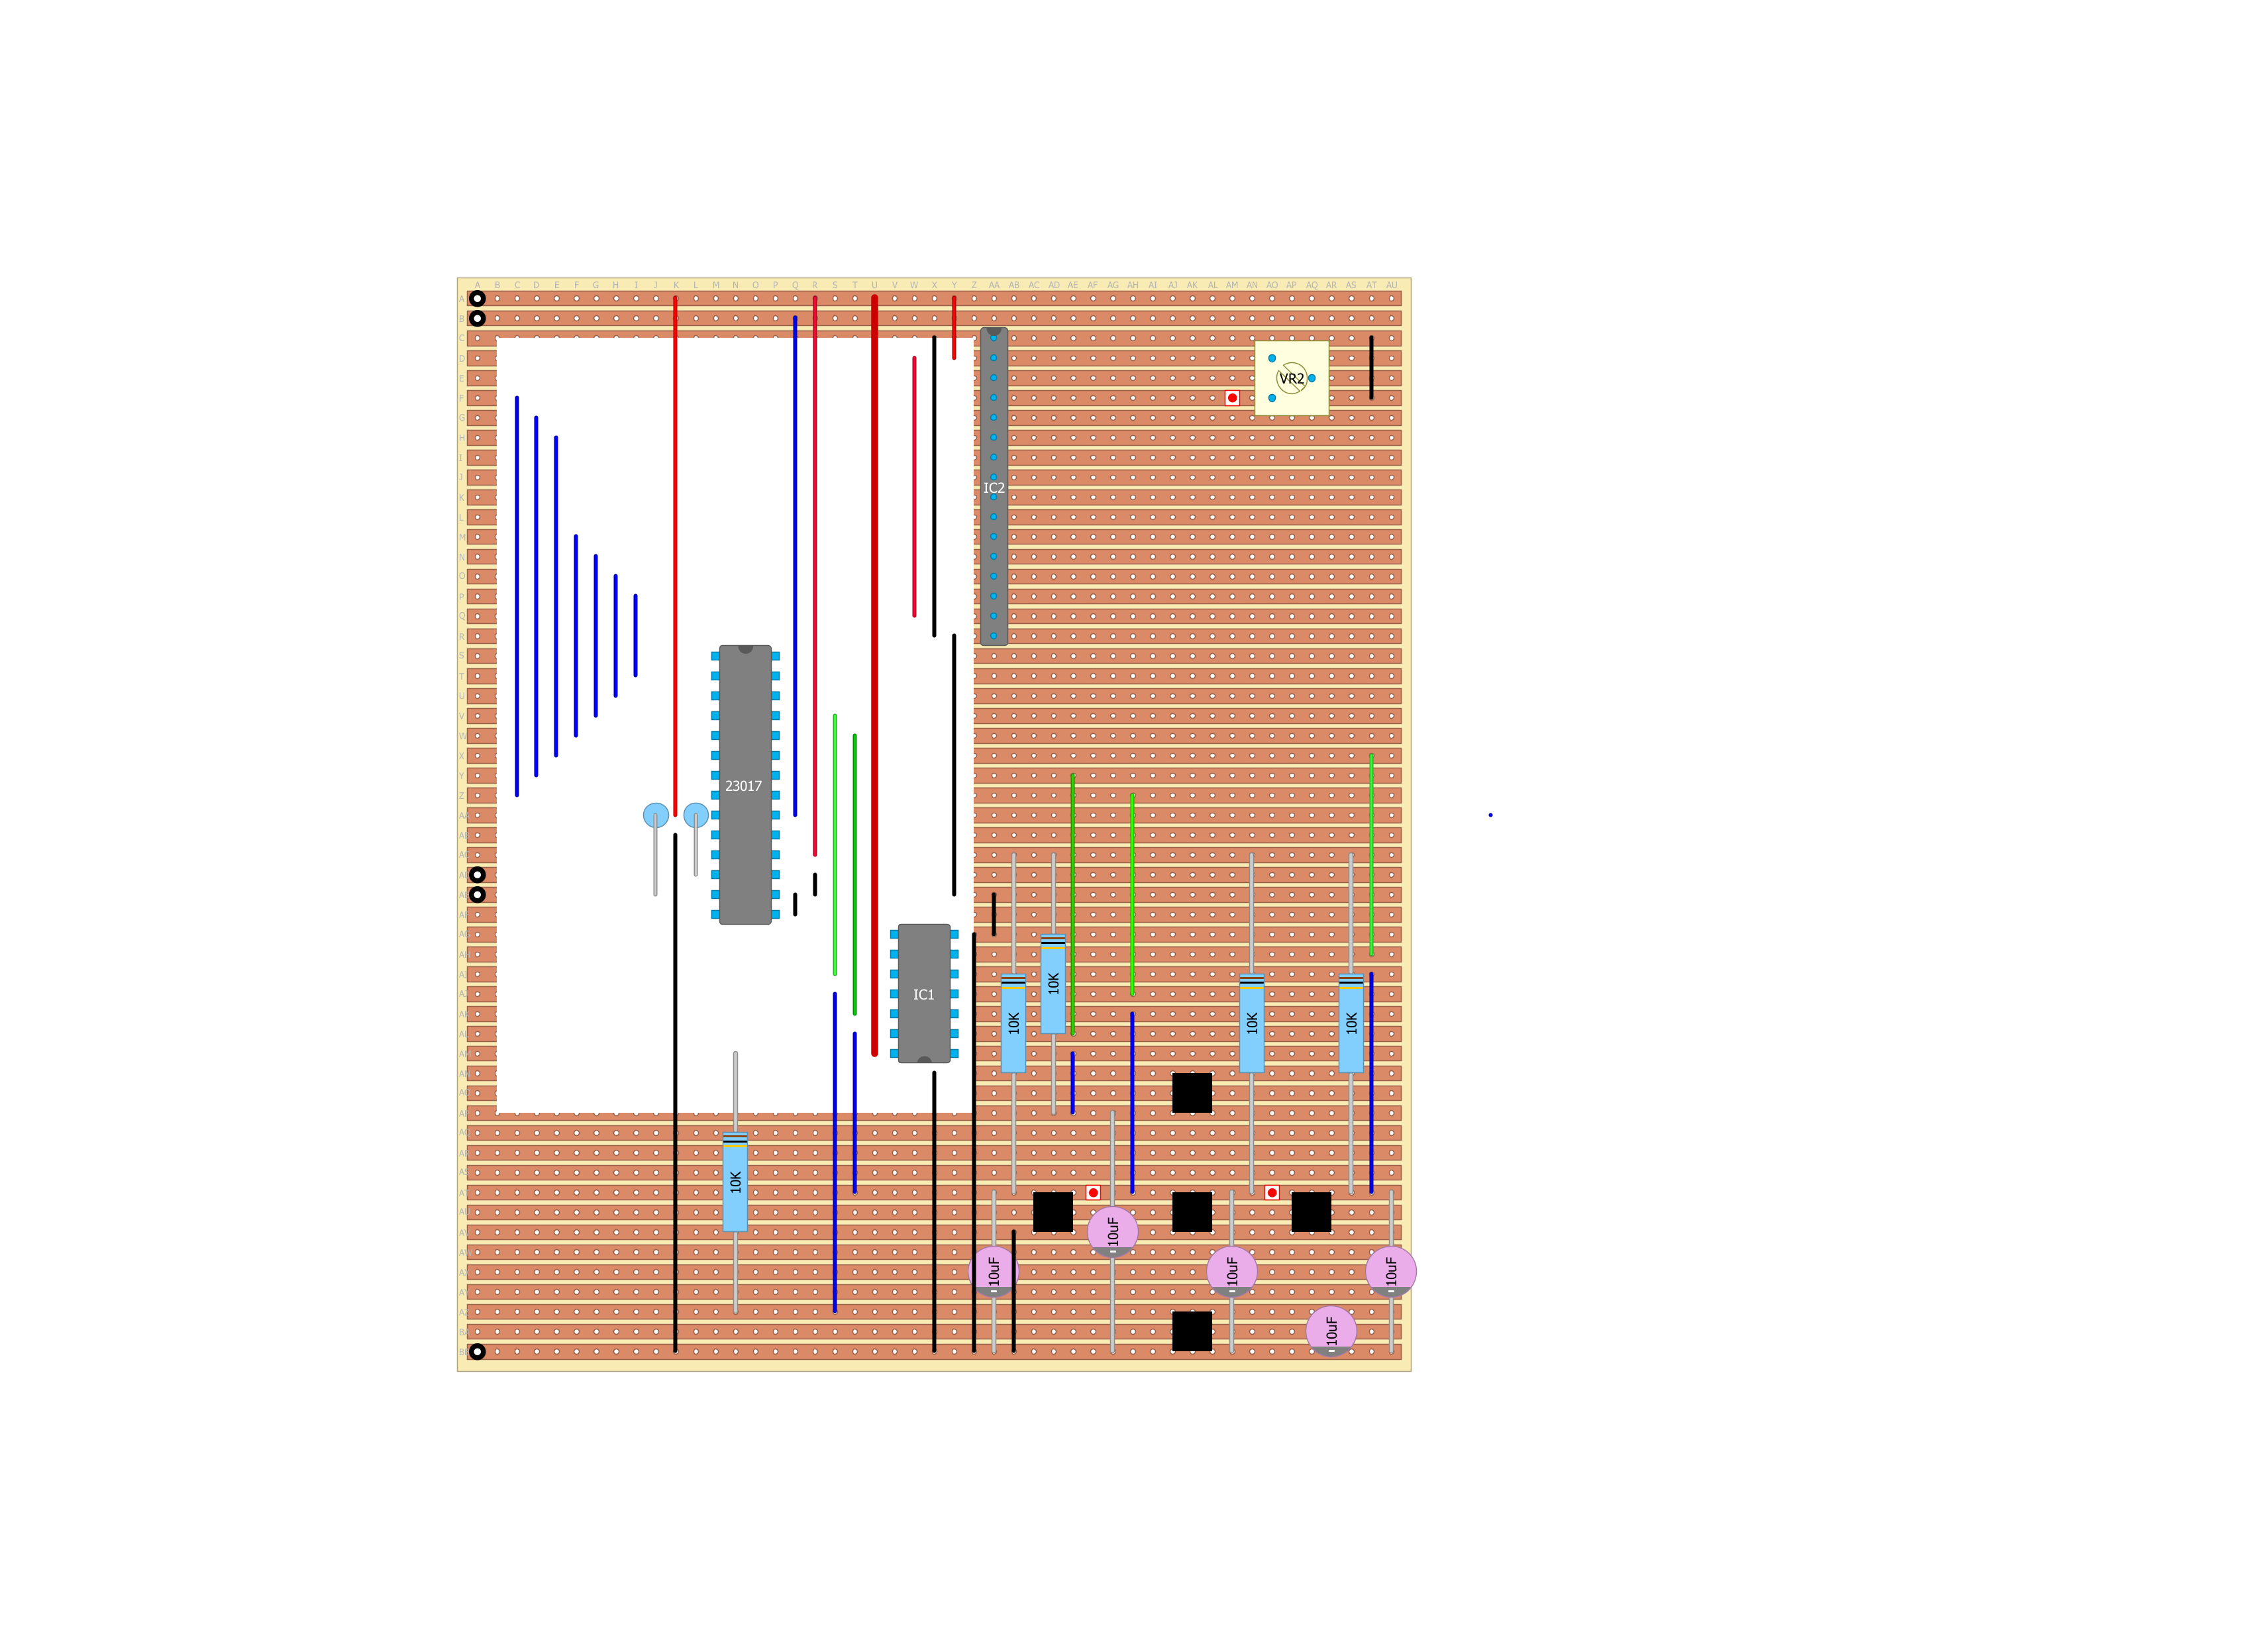 A B C D E F G H I J K L M N O P Q R S T U V W X Y Z AA AB AC AD AE AF AG AH AI AJ AK AL AM AN AO AP AQ AR AS AT AU
A
B
C
D
E
VR2
F
G
H
I
J
K
IC2
L
M
N
O
P
Q
R
S
T
U
V
W
X
Y
23017
Z
IC1
10K
10K
10K
10K
10K
10uF
10uF
10uF
10uF
10uF